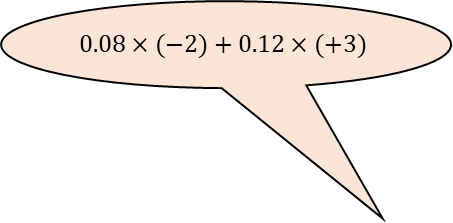 0.08 × (−2) + 0.12 × (+3)